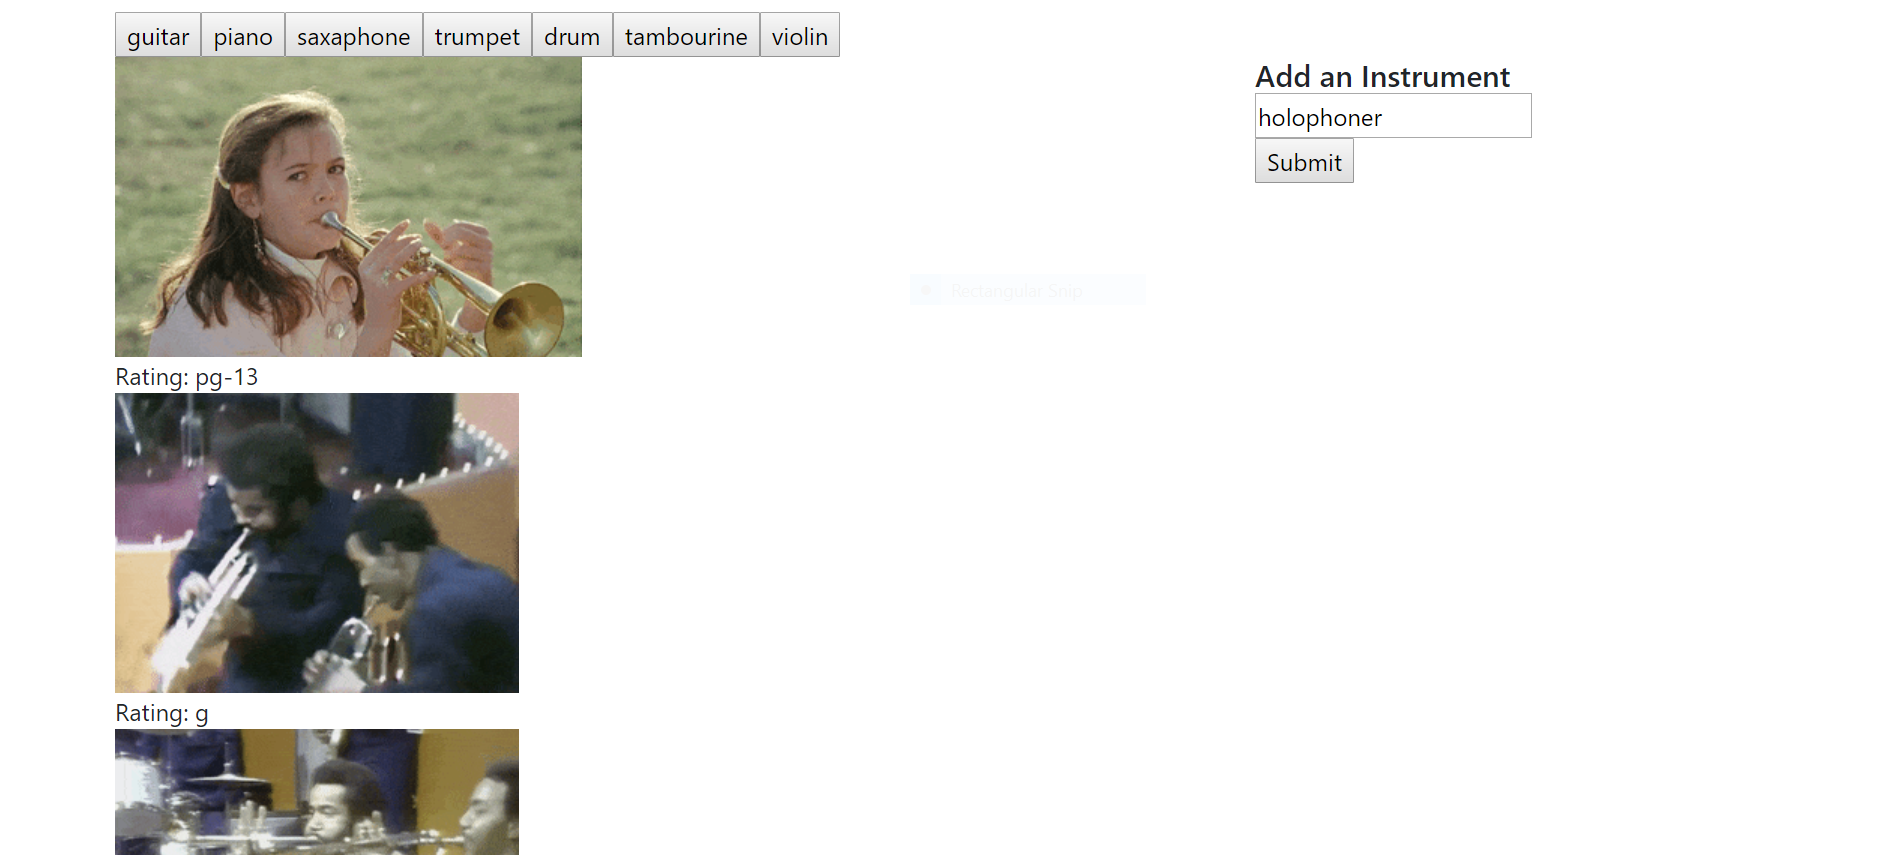 guitar piano saxaphone trumpet drum tambourine violin
Add an Instrument
holophoner
Submit
Rectangular Snip
Rating: pg-13
Rating: g